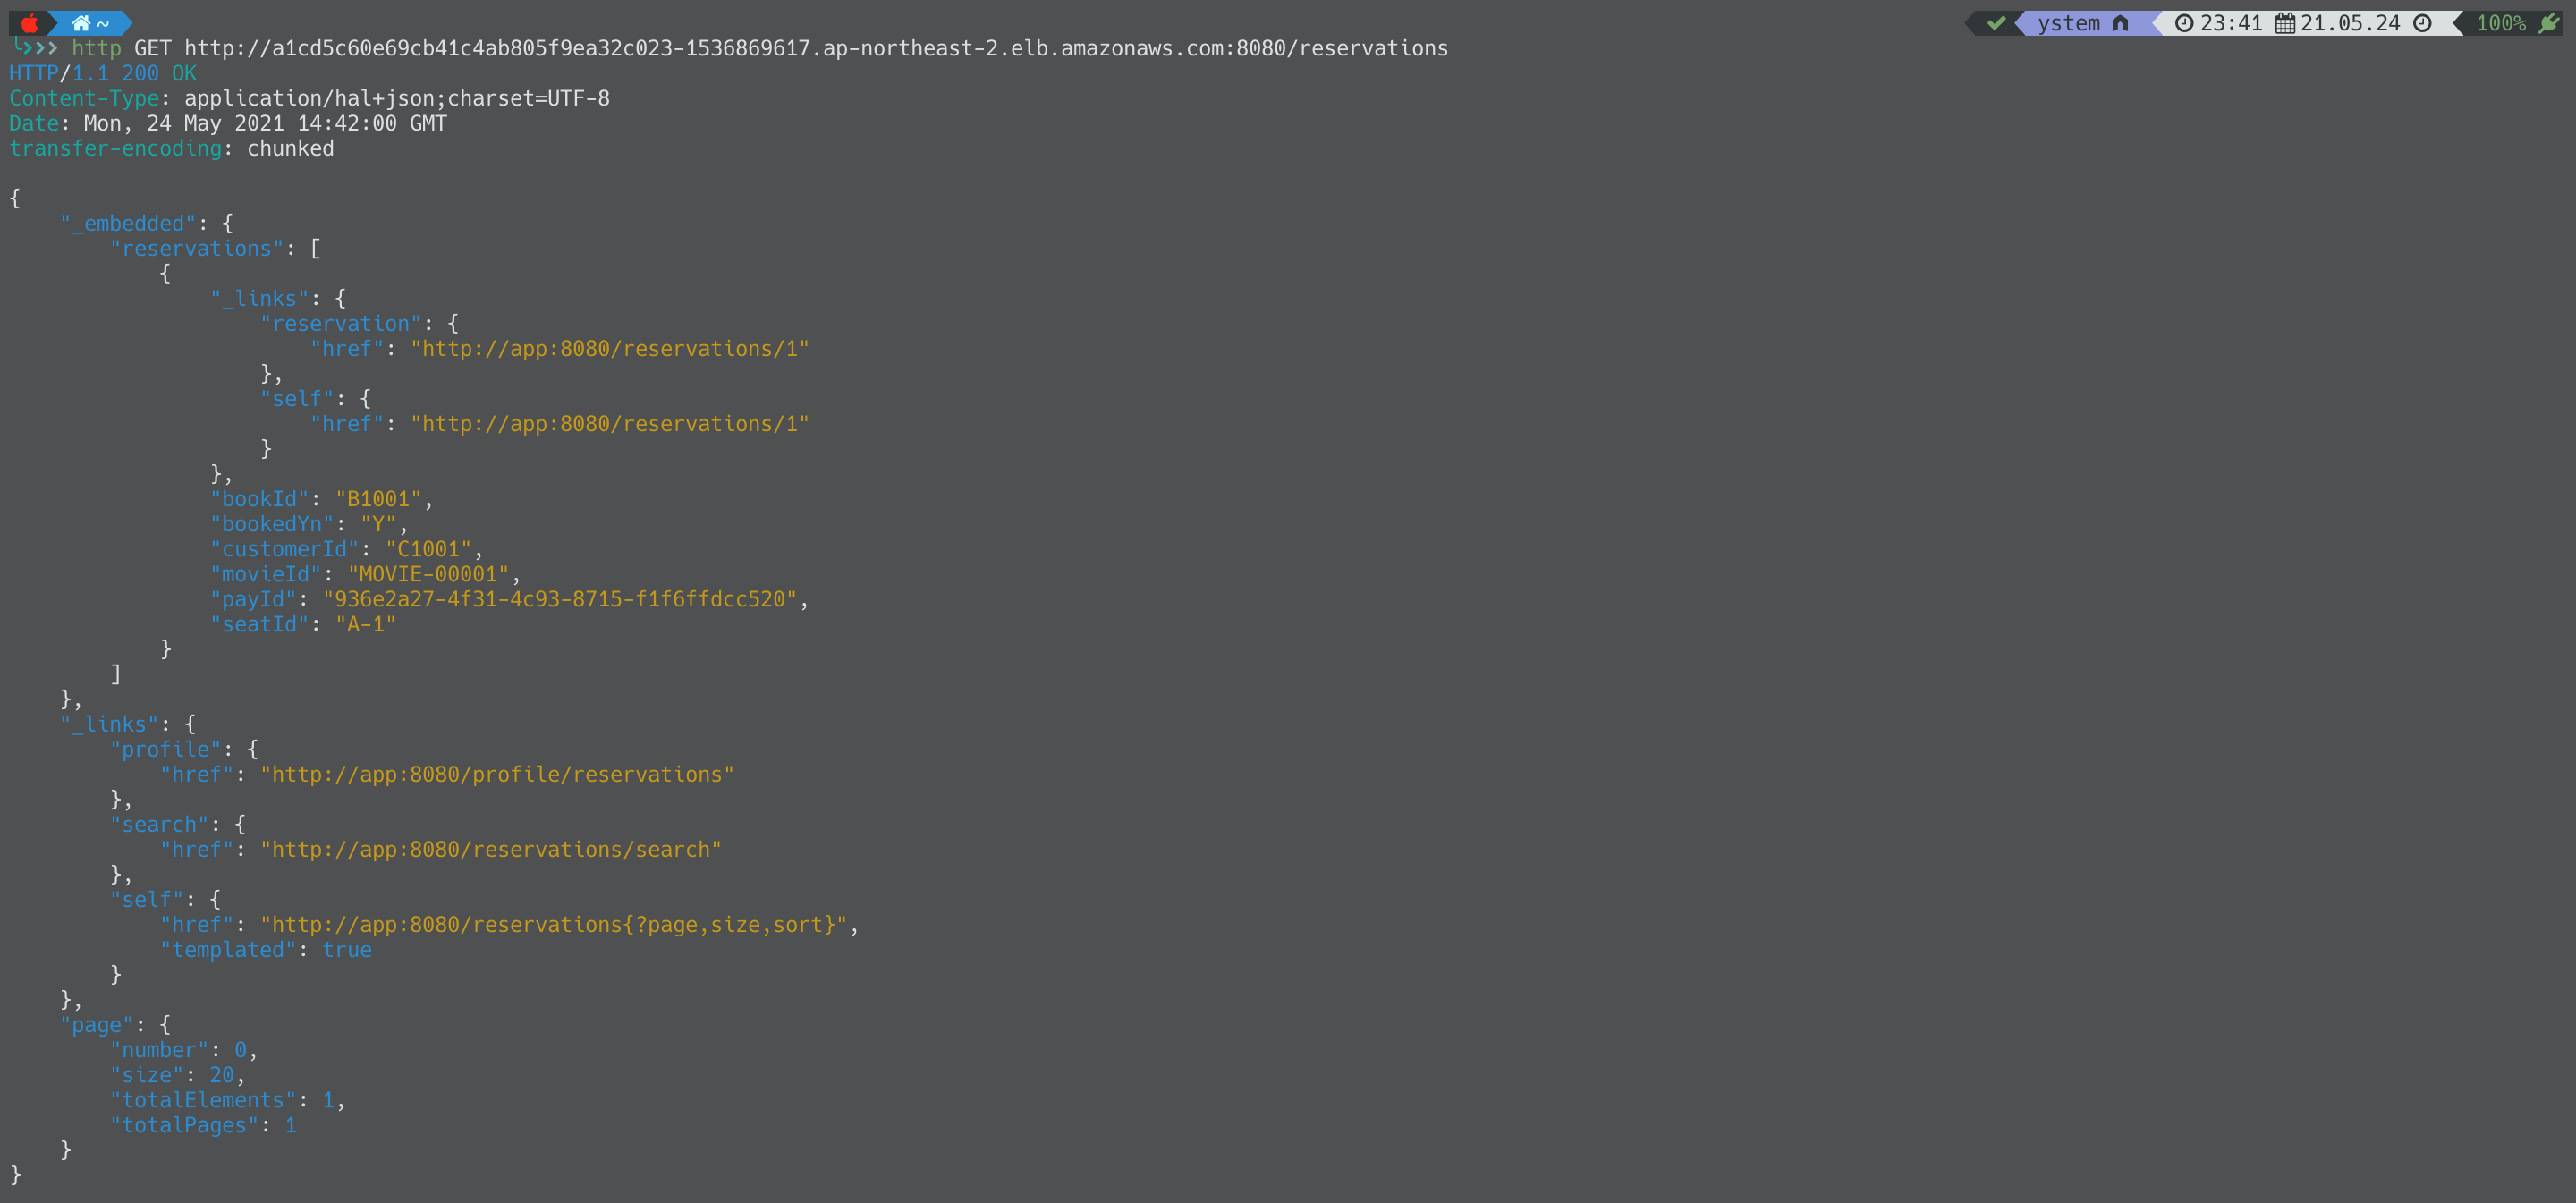 ~ ystem 23:41 21.05.24 100%
http GET http://a1cd5c60e69cb41c4ab805f9ea32c023-1536869617.ap-northeast-2.elb.amazonaws.com:8080/reservations
HTTP/1.1 200 OK
Content-Type: application/hal+json;charset=UTF-8
Date: Mon, 24 May 2021 14:42:00 GMT
transfer-encoding: chunked

{
    "_embedded": {
        "reservations": [
            {
                "_links": {
                    "reservation": {
                        "href": "http://app:8080/reservations/1"
                    },
                    "self": {
                        "href": "http://app:8080/reservations/1"
                    }
                },
                "bookId": "B1001",
                "bookedYn": "Y",
                "customerId": "C1001",
                "movieId": "MOVIE-00001",
                "payId": "936e2a27-4f31-4c93-8715-f1f6ffdcc520",
                "seatId": "A-1"
            }
        ]
    },
    "_links": {
        "profile": {
            "href": "http://app:8080/profile/reservations"
        },
        "search": {
            "href": "http://app:8080/reservations/search"
        },
        "self": {
            "href": "http://app:8080/reservations{?page,size,sort}",
            "templated": true
        }
    },
    "page": {
        "number": 0,
        "size": 20,
        "totalElements": 1,
        "totalPages": 1
    }
}